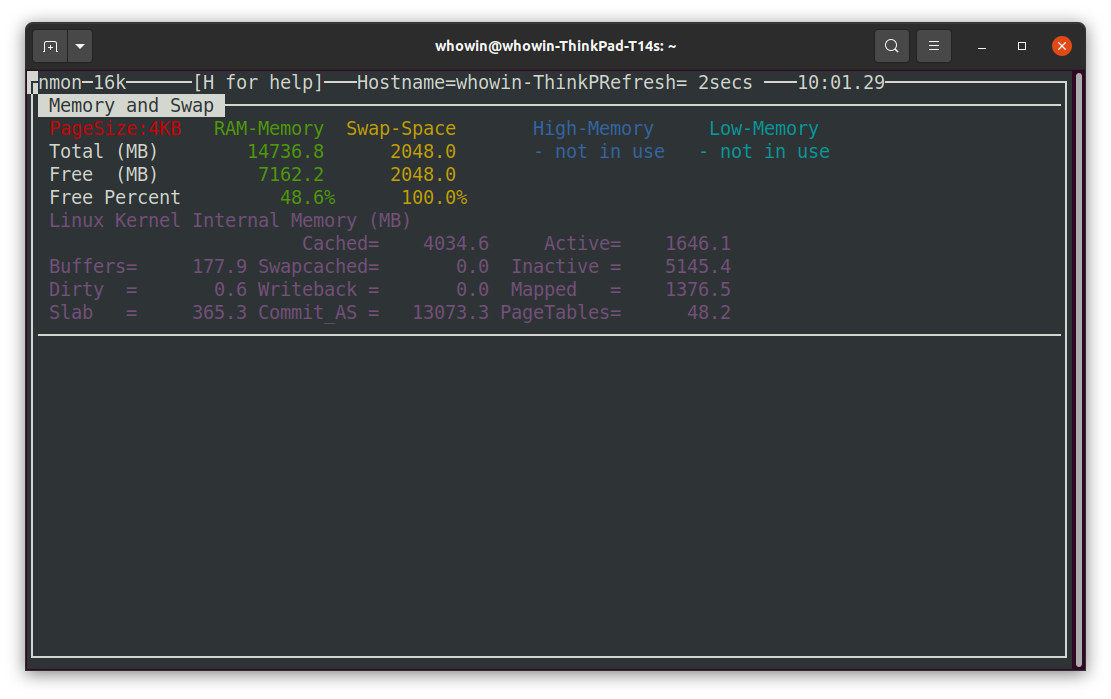 whowin@whowin-ThinkPad-T14s: ~
nmon─16k──────[H for help]───Hostname=whowin-ThinkPRefresh= 2secs ───10:01.29
Memory and Swap
PageSize:4KB   RAM-Memory  Swap-Space       High-Memory     Low-Memory
Total (MB)        14736.8      2048.0       - not in use   - not in use
Free  (MB)         7162.2      2048.0
Free Percent         48.6%      100.0%
Linux Kernel Internal Memory (MB)
Cached=    4034.6     Active=    1646.1
Buffers=     177.9 Swapcached=       0.0  Inactive =    5145.4
Dirty  =       0.6 Writeback =       0.0  Mapped   =    1376.5
Slab   =     365.3 Commit_AS =   13073.3 PageTables=      48.2